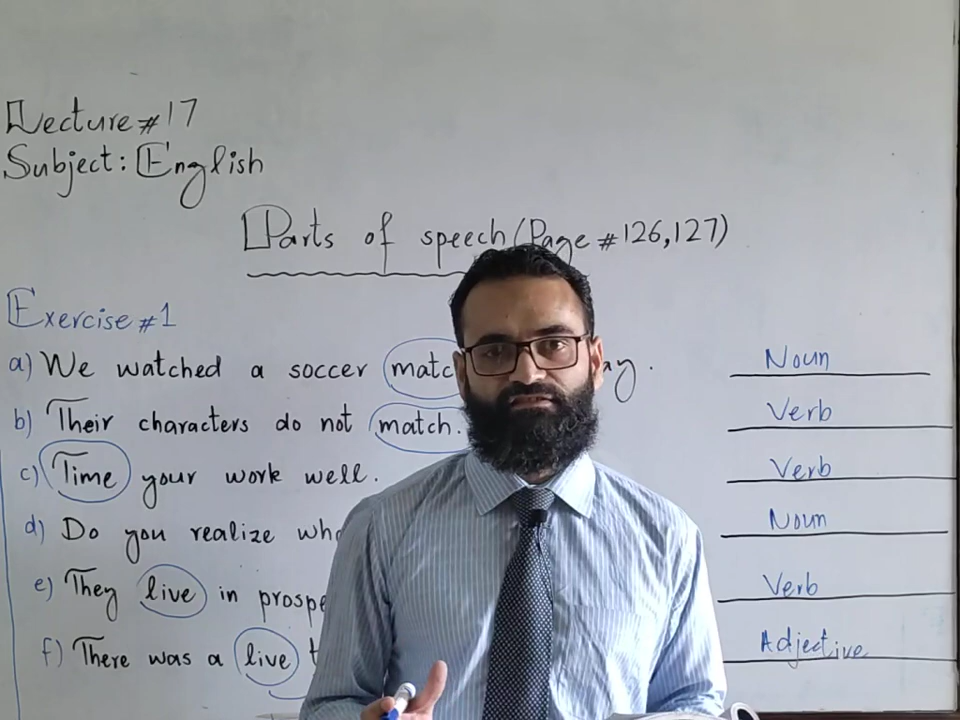 Lecture # 17
Subject: English
Parts of speech (Page # 126,127)
Exercise # 1
a) We watched a soccer Noun
b) Their characters do not match. Verb
c) Time your work well. Verb
d) Do you realize Noun
e) They live in Verb
f) There was a live Adjective